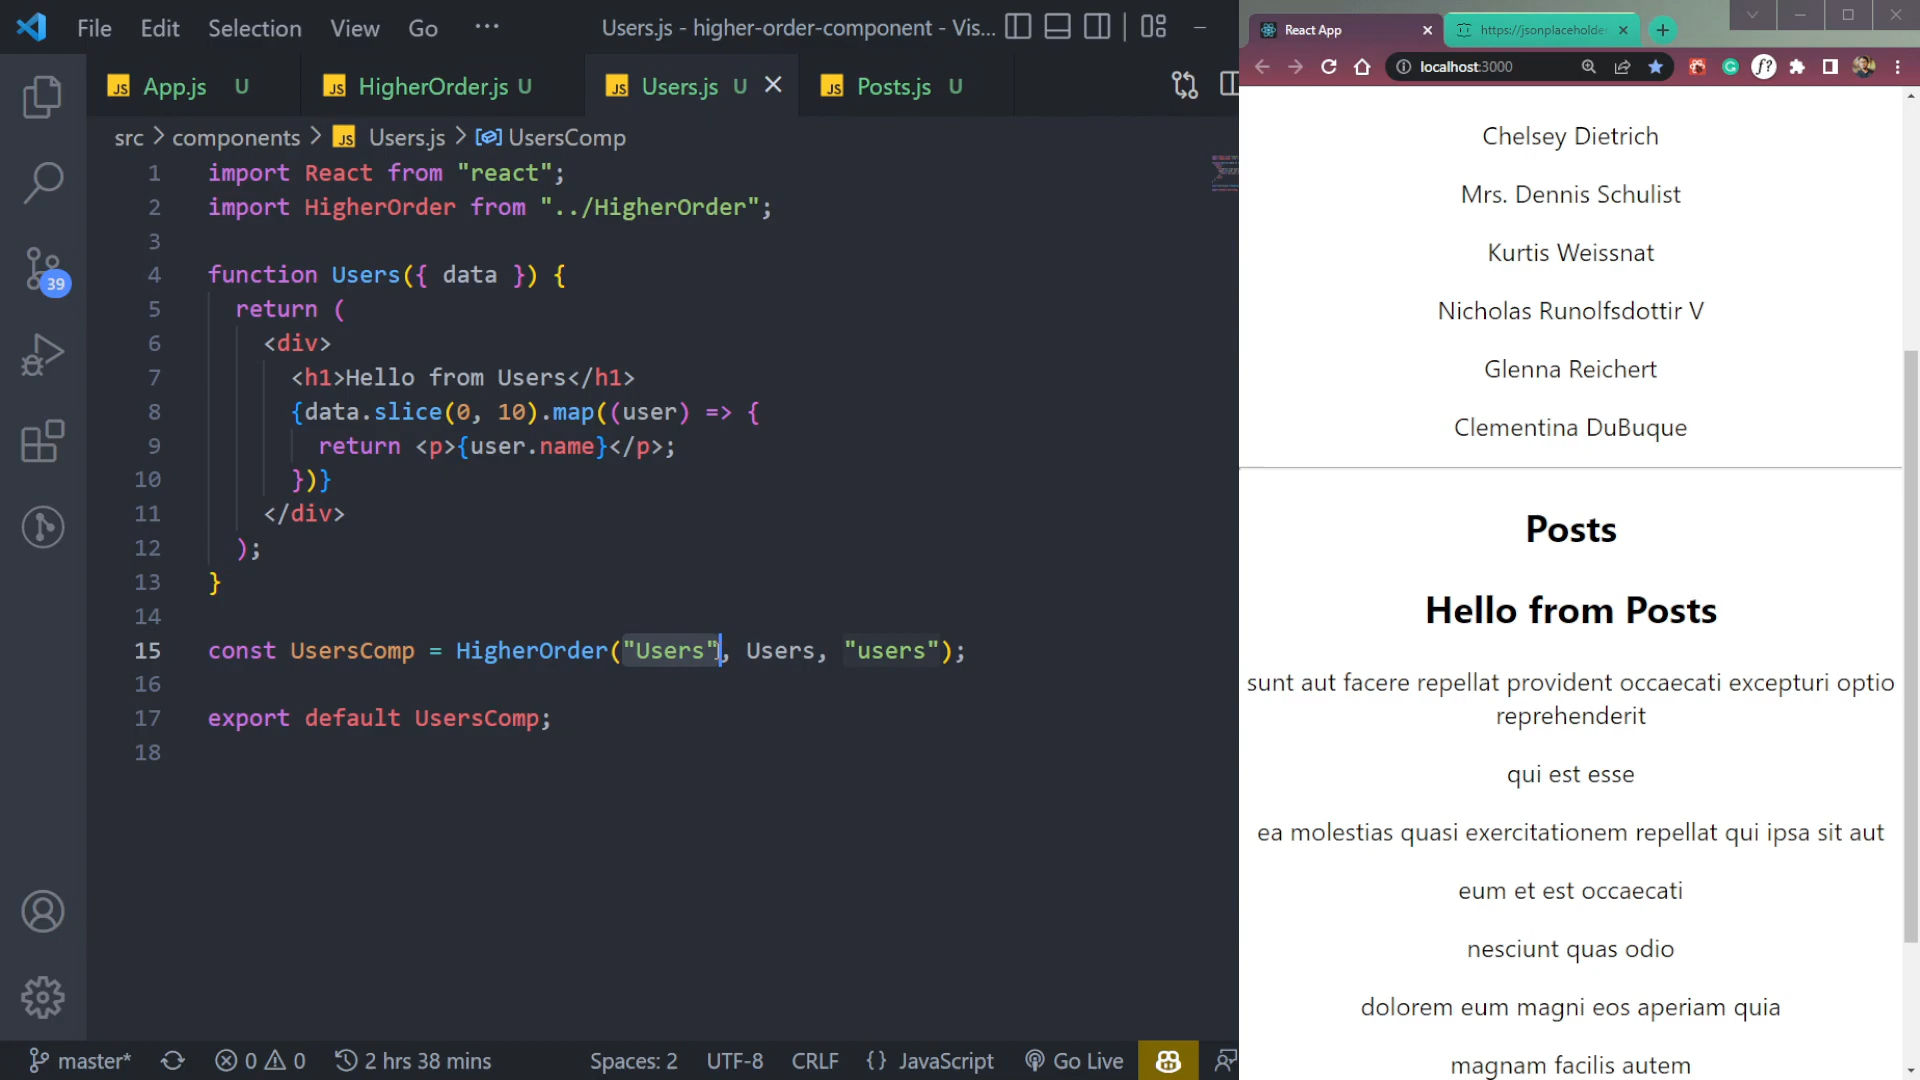 File Edit Selection View Go ··· Users.js - higher-order-component - Vis...
App.js U HigherOrder.js U Users.js U Posts.js U
src > components > Users.js > UsersComp
1 import React from "react";
2 import HigherOrder from "../HigherOrder";
3
4 function Users({ data }) {
5 return (
6 <div>
7 <h1>Hello from Users</h1>
8 {data.slice(0, 10).map((user) => {
9 return <p>{user.name}</p>;
10 })}
11 </div>
12 );
13 }
14
15 const UsersComp = HigherOrder("Users", Users, "users");
16
17 export default UsersComp;
18
39
master* 0 0 2 hrs 38 mins Spaces: 2 UTF-8 CRLF {} JavaScript Go Live
React App https://jsonplaceholde
localhost:3000
Chelsey Dietrich
Mrs. Dennis Schulist
Kurtis Weissnat
Nicholas Runolfsdottir V
Glenna Reichert
Clementina DuBuque
Posts
Hello from Posts
sunt aut facere repellat provident occaecati excepturi optio
reprehenderit
qui est esse
ea molestias quasi exercitationem repellat qui ipsa sit aut
eum et est occaecati
nesciunt quas odio
dolorem eum magni eos aperiam quia
magnam facilis autem